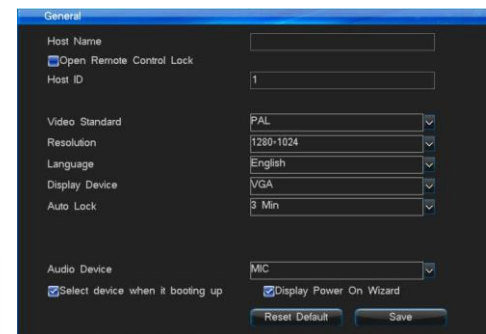 General
Host Name
Open Remote Control Lock
Host ID 1
Video Standard PAL
Resolution 1280*1024
Language English
Display Device VGA
Auto Lock 3 Min
Audio Device MIC
Select device when it booting up Display Power On Wizard
Reset Default Save